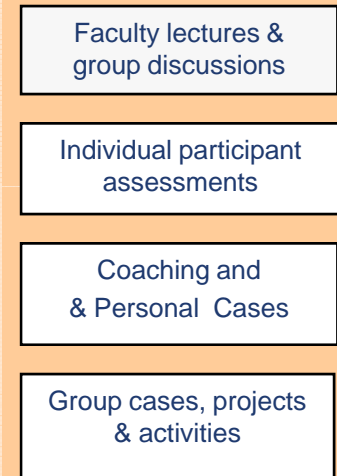 Faculty lectures &
group discussions
Individual participant
assessments
Coaching and
& Personal Cases
Group cases, projects
& activities